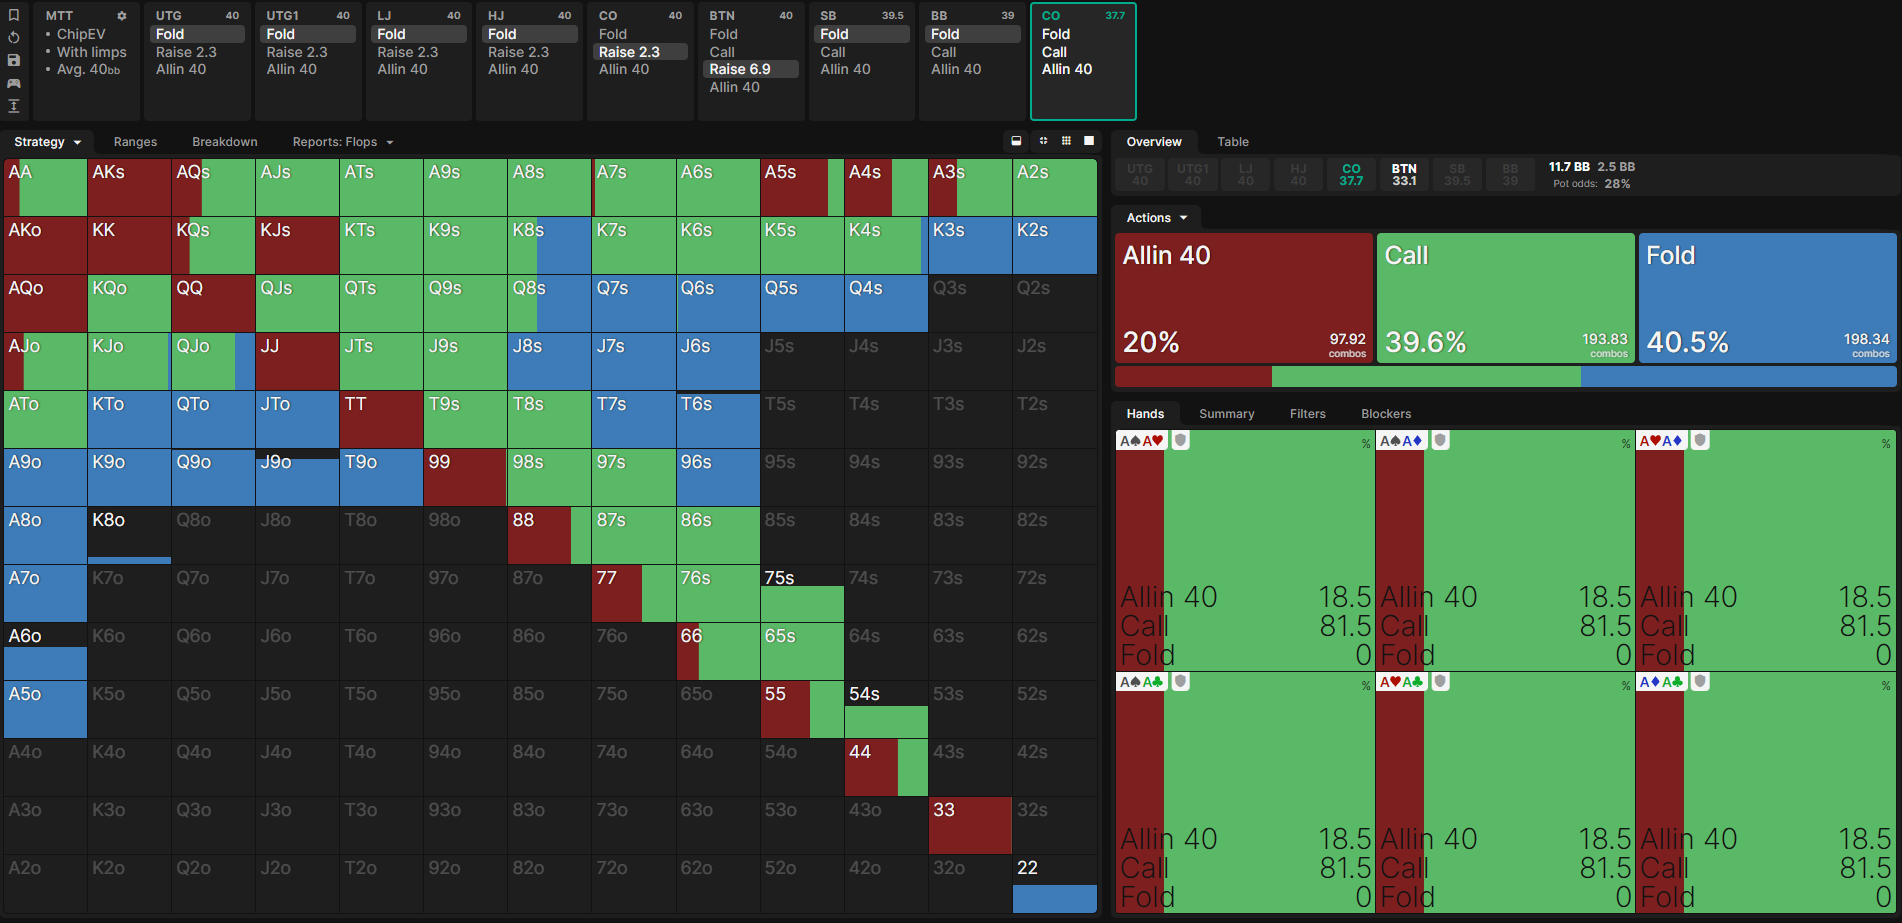 MTT
• ChipEV
• With limps
• Avg. 40bb
UTG 40
Fold
Raise 2.3
Allin 40
UTG1 40
Fold
Raise 2.3
Allin 40
LJ 40
Fold
Raise 2.3
Allin 40
HJ 40
Fold
Raise 2.3
Allin 40
CO 40
Fold
Raise 2.3
Allin 40
BTN 40
Fold
Call
Raise 6.9
Allin 40
SB 39.5
Fold
Call
Allin 40
BB 39
Fold
Call
Allin 40
CO 37.7
Fold
Call
Allin 40
Strategy Ranges Breakdown Reports: Flops
AA AKs AQs AJs ATs A9s A8s A7s A6s A5s A4s A3s A2s
AKo KK KQs KJs KTs K9s K8s K7s K6s K5s K4s K3s K2s
AQo KQo QQ QJs QTs Q9s Q8s Q7s Q6s Q5s Q4s Q3s Q2s
AJo KJo QJo JJ JTs J9s J8s J7s J6s J5s J4s J3s J2s
ATo KTo QTo JTo TT T9s T8s T7s T6s T5s T4s T3s T2s
A9o K9o Q9o J9o T9o 99 98s 97s 96s 95s 94s 93s 92s
A8o K8o Q8o J8o T8o 98o 88 87s 86s 85s 84s 83s 82s
A7o K7o Q7o J7o T7o 97o 87o 77 76s 75s 74s 73s 72s
A6o K6o Q6o J6o T6o 96o 86o 76o 66 65s 64s 63s 62s
A5o K5o Q5o J5o T5o 95o 85o 75o 65o 55 54s 53s 52s
A4o K4o Q4o J4o T4o 94o 84o 74o 64o 54o 44 43s 42s
A3o K3o Q3o J3o T3o 93o 83o 73o 63o 53o 43o 33 32s
A2o K2o Q2o J2o T2o 92o 82o 72o 62o 52o 42o 32o 22
Overview Table
UTG UTG1 LJ HJ CO BTN SB BB
40 40 40 40 37.7 33.1 39.5 39
11.7 BB 2.5 BB
Pot odds: 28%
Actions
Allin 40 Call Fold
20% 97.92 combos 39.6% 193.83 combos 40.5% 198.34 combos
Hands Summary Filters Blockers
A♠A♥ % A♠A♦ % A♥A♦ %
Allin 40 18.5 Allin 40 18.5 Allin 40 18.5
Call 81.5 Call 81.5 Call 81.5
Fold 0 Fold 0 Fold 0
A♠A♣ % A♥A♣ % A♦A♣ %
Allin 40 18.5 Allin 40 18.5 Allin 40 18.5
Call 81.5 Call 81.5 Call 81.5
Fold 0 Fold 0 Fold 0